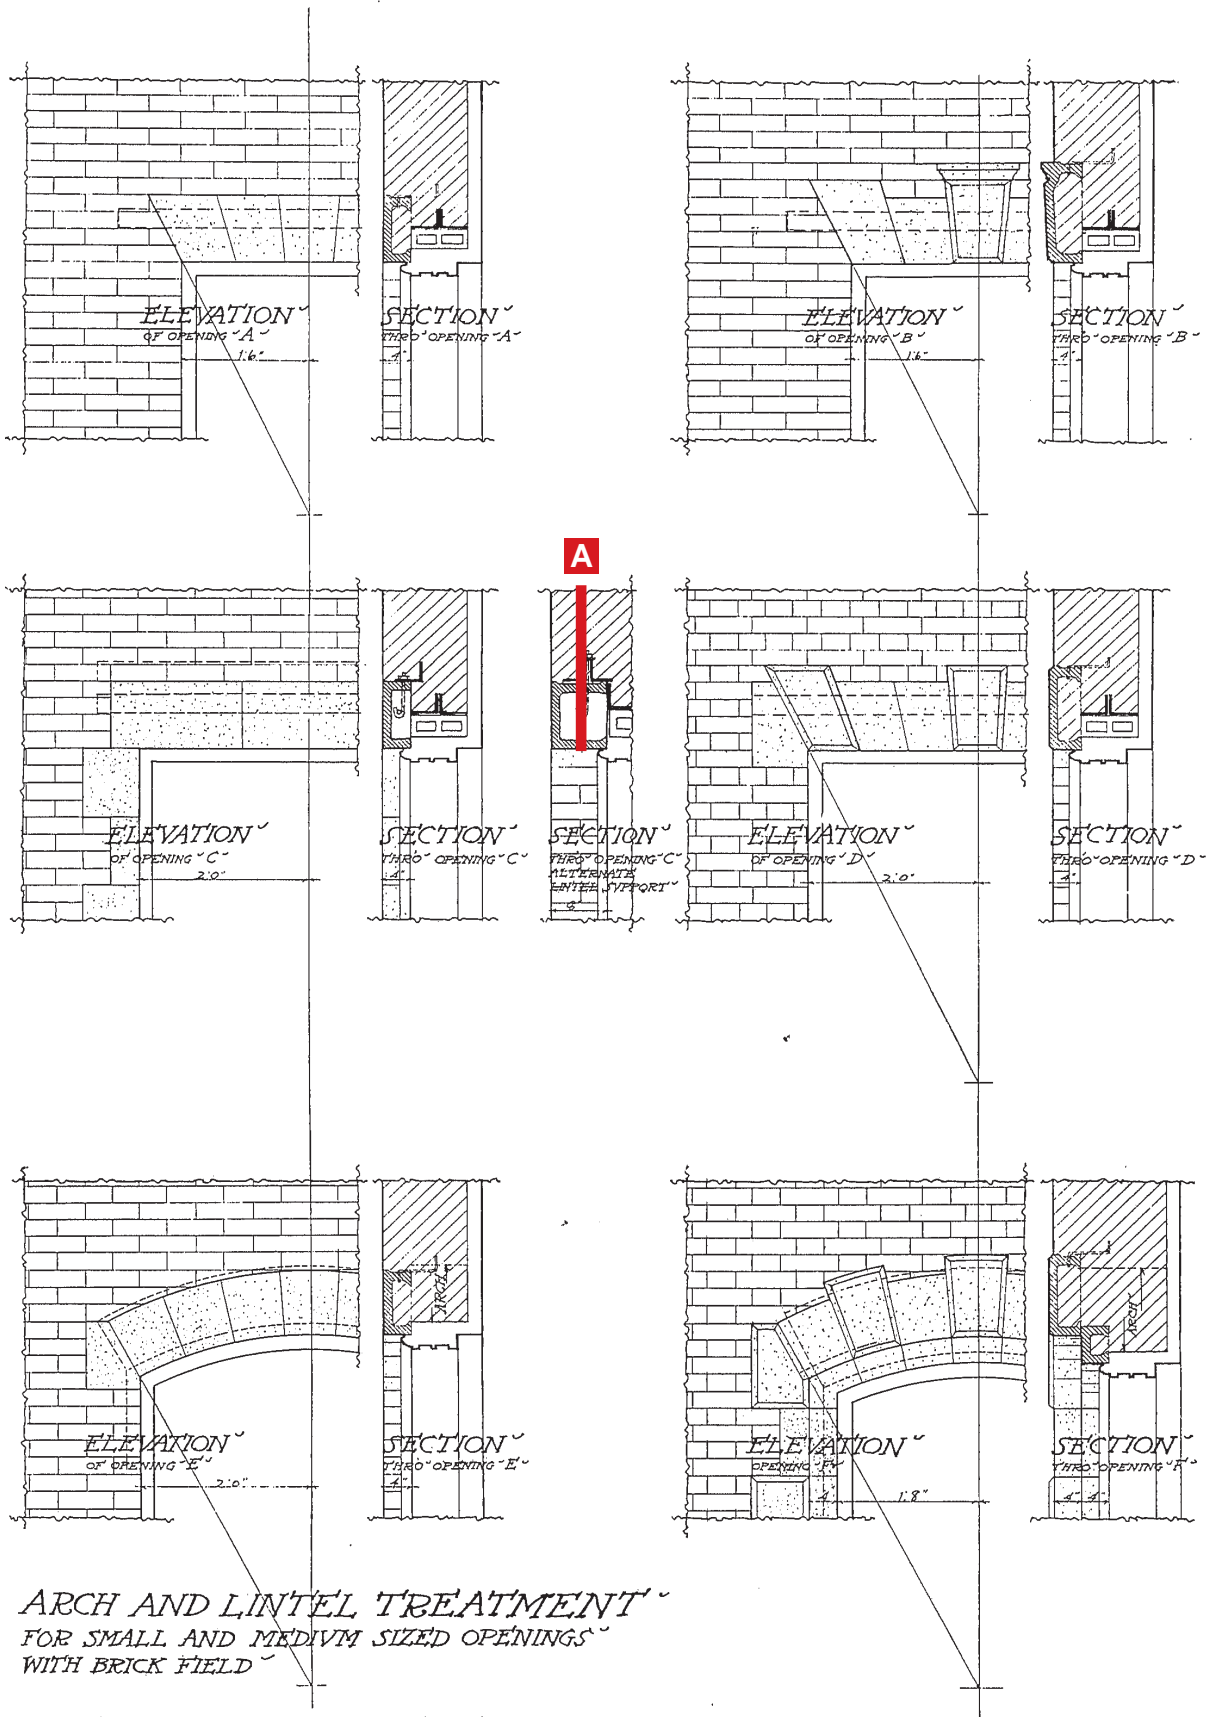 ELEVATION
OF OPENING "A"
1'6"
SECTION
THRO' OPENING "A"
4"
ELEVATION
OF OPENING "B"
1'6"
SECTION
THRO' OPENING "B"
4"
A
ELEVATION
OF OPENING "C"
2'0"
SECTION
THRO' OPENING "C"
4"
SECTION
THRO' OPENING "C"
ALTERNATE
LINTEL SVPPORT
8"
ELEVATION
OF OPENING "D"
2'0"
SECTION
THRO' OPENING "D"
4"
ARCH
ELEVATION
OF OPENING "E"
2'0"
SECTION
THRO' OPENING "E"
4"
ARCH
ELEVATION
OPENING "F"
4"
1'8"
SECTION
THRO' OPENING "F"
4" 4"
ARCH AND LINTEL TREATMENT
FOR SMALL AND MEDIVM SIZED OPENINGS
WITH BRICK FIELD